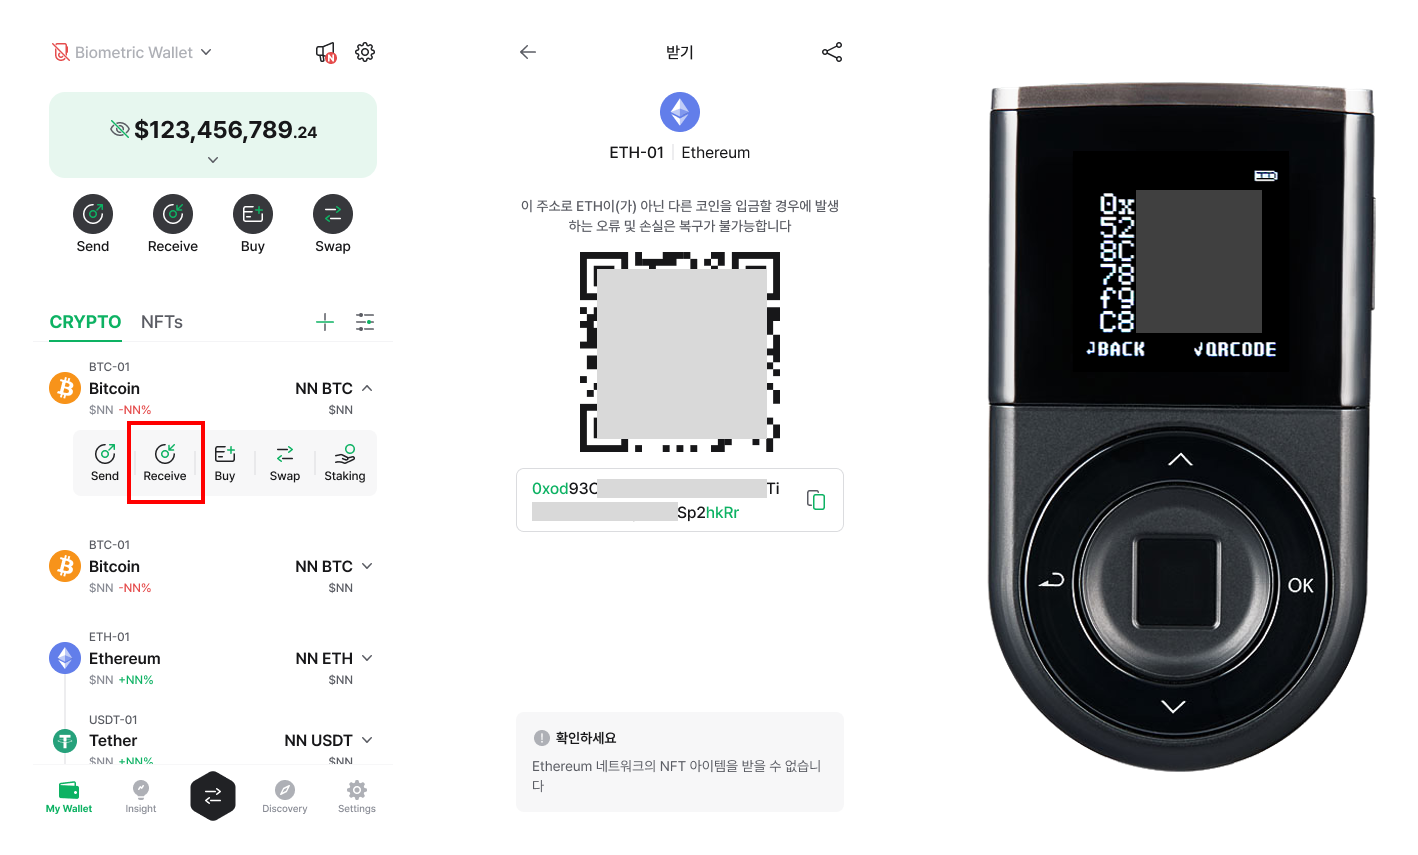 Biometric Wallet
N
$123,456,789.24
Send
Receive
Buy
Swap
CRYPTO
NFTs
BTC-01
Bitcoin
NN BTC
$NN -NN%
$NN
Send
Receive
Buy
Swap
Staking
BTC-01
Bitcoin
NN BTC
$NN -NN%
$NN
ETH-01
Ethereum
NN ETH
$NN +NN%
$NN
USDT-01
Tether
NN USDT
$NN +NN%
$NN
My Wallet
Insight
Discovery
Settings
받기
ETH-01 | Ethereum
이 주소로 ETH이(가) 아닌 다른 코인을 입금할 경우에 발생
하는 오류 및 손실은 복구가 불가능합니다
0xod93C Ti
Sp2hkRr
확인하세요
Ethereum 네트워크의 NFT 아이템을 받을 수 없습니
다
0x
52
8C
78
f9
C8
BACK
QRCODE
OK